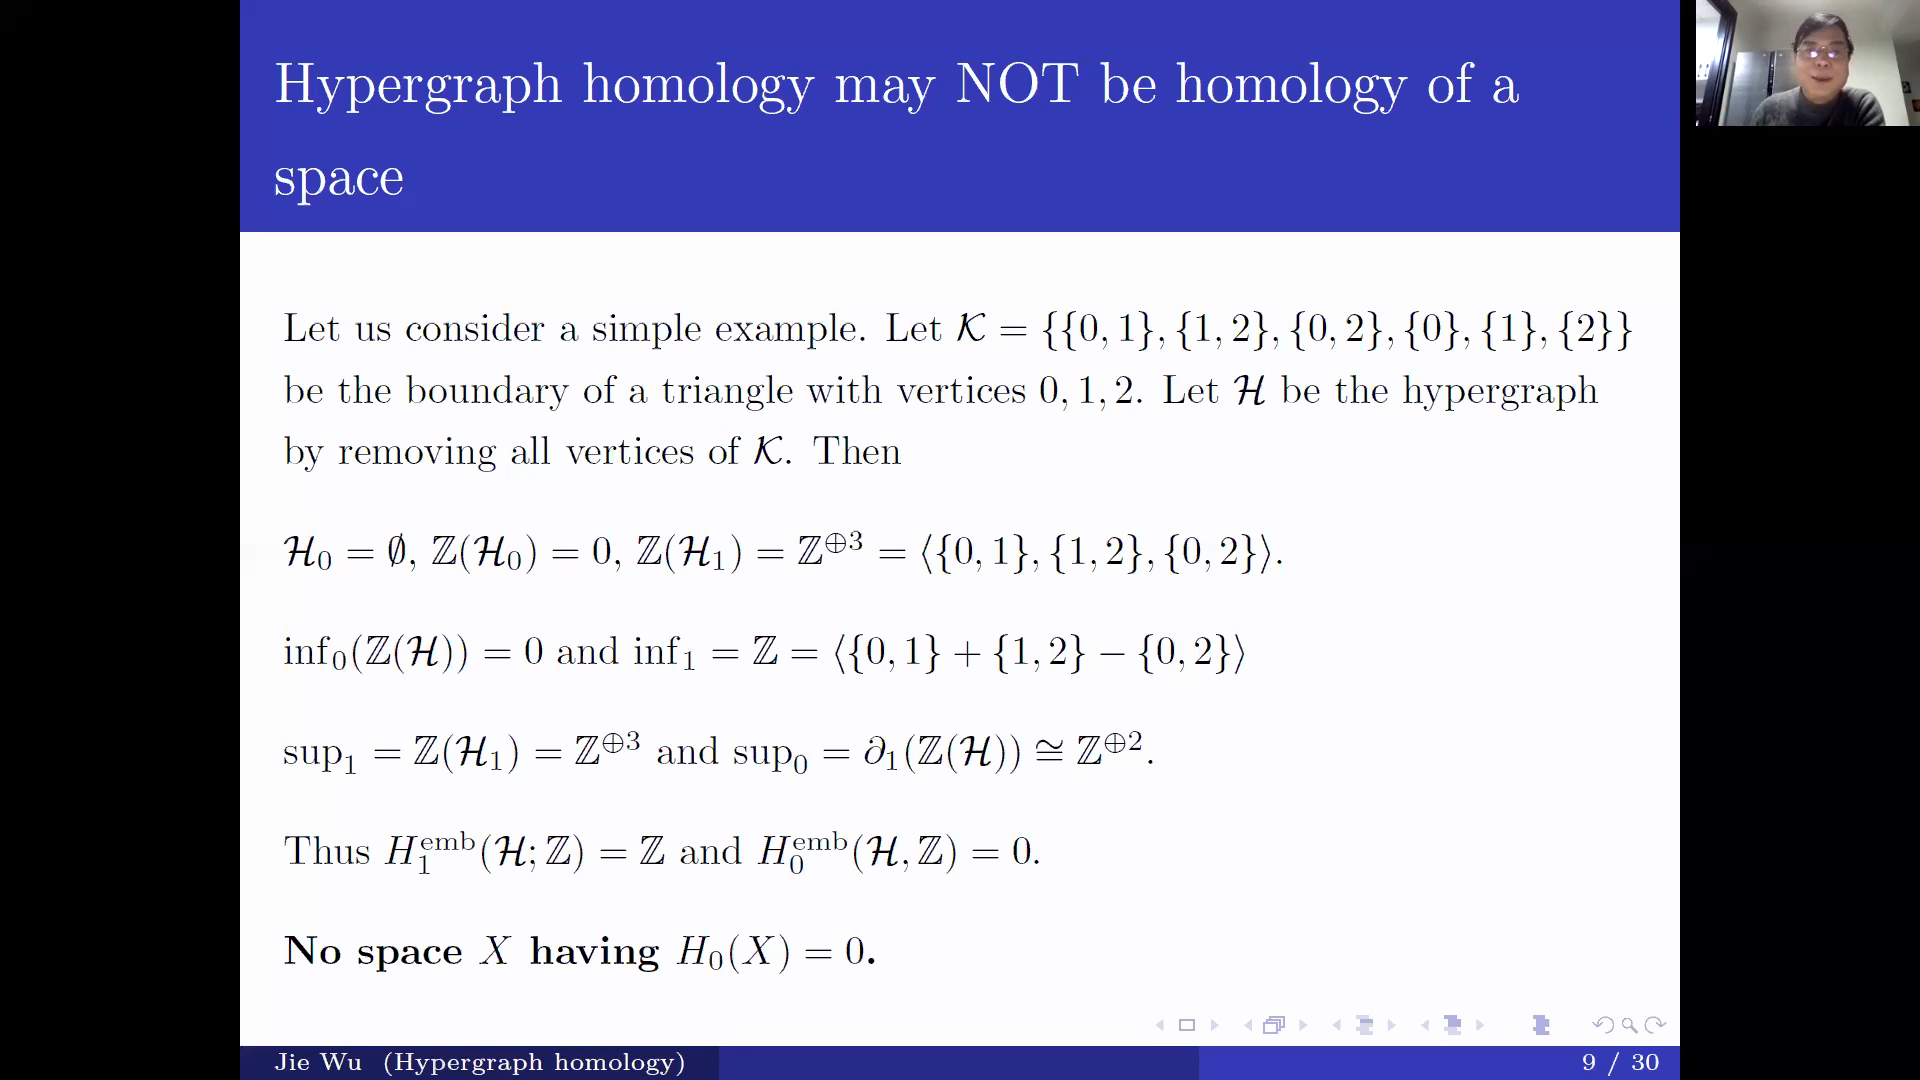 Hypergraph homology may NOT be homology of a
space
Let us consider a simple example. Let 𝒦 = {{0, 1}, {1, 2}, {0, 2}, {0}, {1}, {2}}
be the boundary of a triangle with vertices 0, 1, 2. Let ℋ be the hypergraph
by removing all vertices of 𝒦. Then
ℋ₀ = ∅, ℤ(ℋ₀) = 0, ℤ(ℋ₁) = ℤ^{⊕3} = ⟨{0, 1}, {1, 2}, {0, 2}⟩.
inf₀(ℤ(ℋ)) = 0 and inf₁ = ℤ = ⟨{0, 1} + {1, 2} − {0, 2}⟩
sup₁ = ℤ(ℋ₁) = ℤ^{⊕3} and sup₀ = ∂₁(ℤ(ℋ)) ≅ ℤ^{⊕2}.
Thus H₁^{emb}(ℋ; ℤ) = ℤ and H₀^{emb}(ℋ, ℤ) = 0.
No space X having H₀(X) = 0.
Jie Wu (Hypergraph homology) 9 / 30